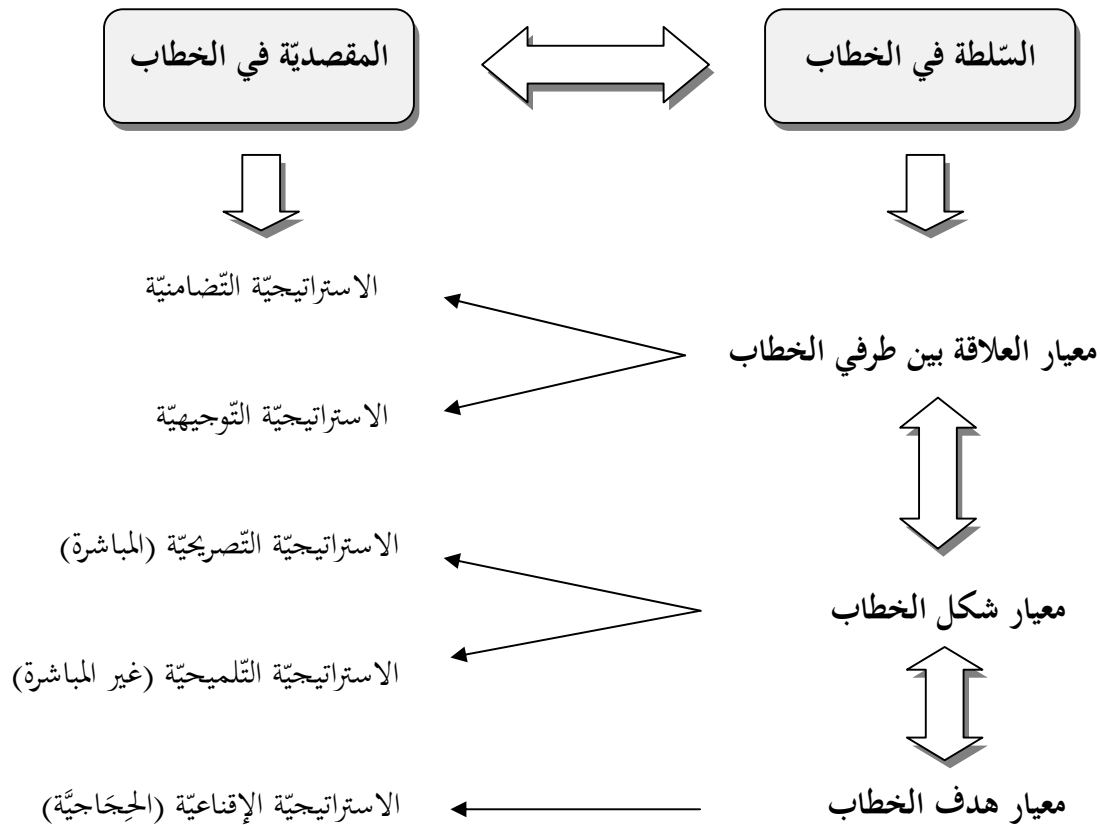 السّلطة في الخطاب
المقصديّة في الخطاب
الاستراتيجيّة التّضامنيّة
معيار العلاقة بين طرفي الخطاب
الاستراتيجيّة التّوجيهيّة
الاستراتيجيّة التّصريحيّة (المباشرة)
معيار شكل الخطاب
الاستراتيجيّة التّلميحيّة (غير المباشرة)
معيار هدف الخطاب
الاستراتيجيّة الإقناعيّة (الحِجَاجيَّة)